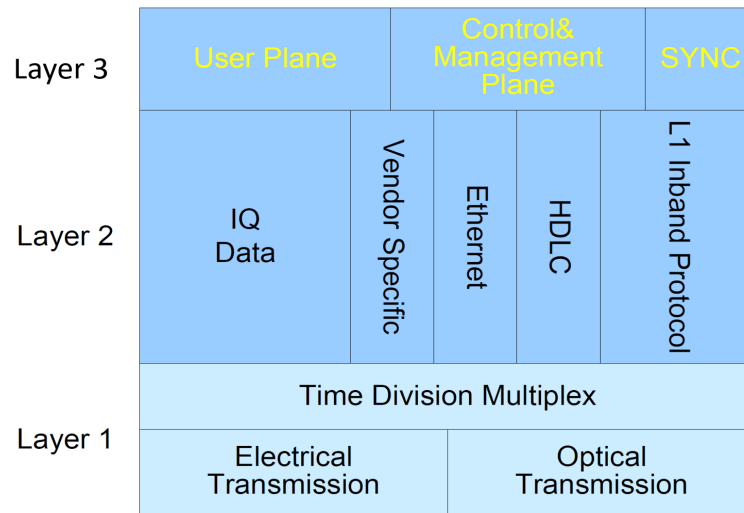 Layer 3
User Plane
Control&
Management
Plane
SYNC
Layer 2
IQ
Data
Vendor Specific
Ethernet
HDLC
L1 Inband Protocol
Layer 1
Time Division Multiplex
Electrical
Transmission
Optical
Transmission